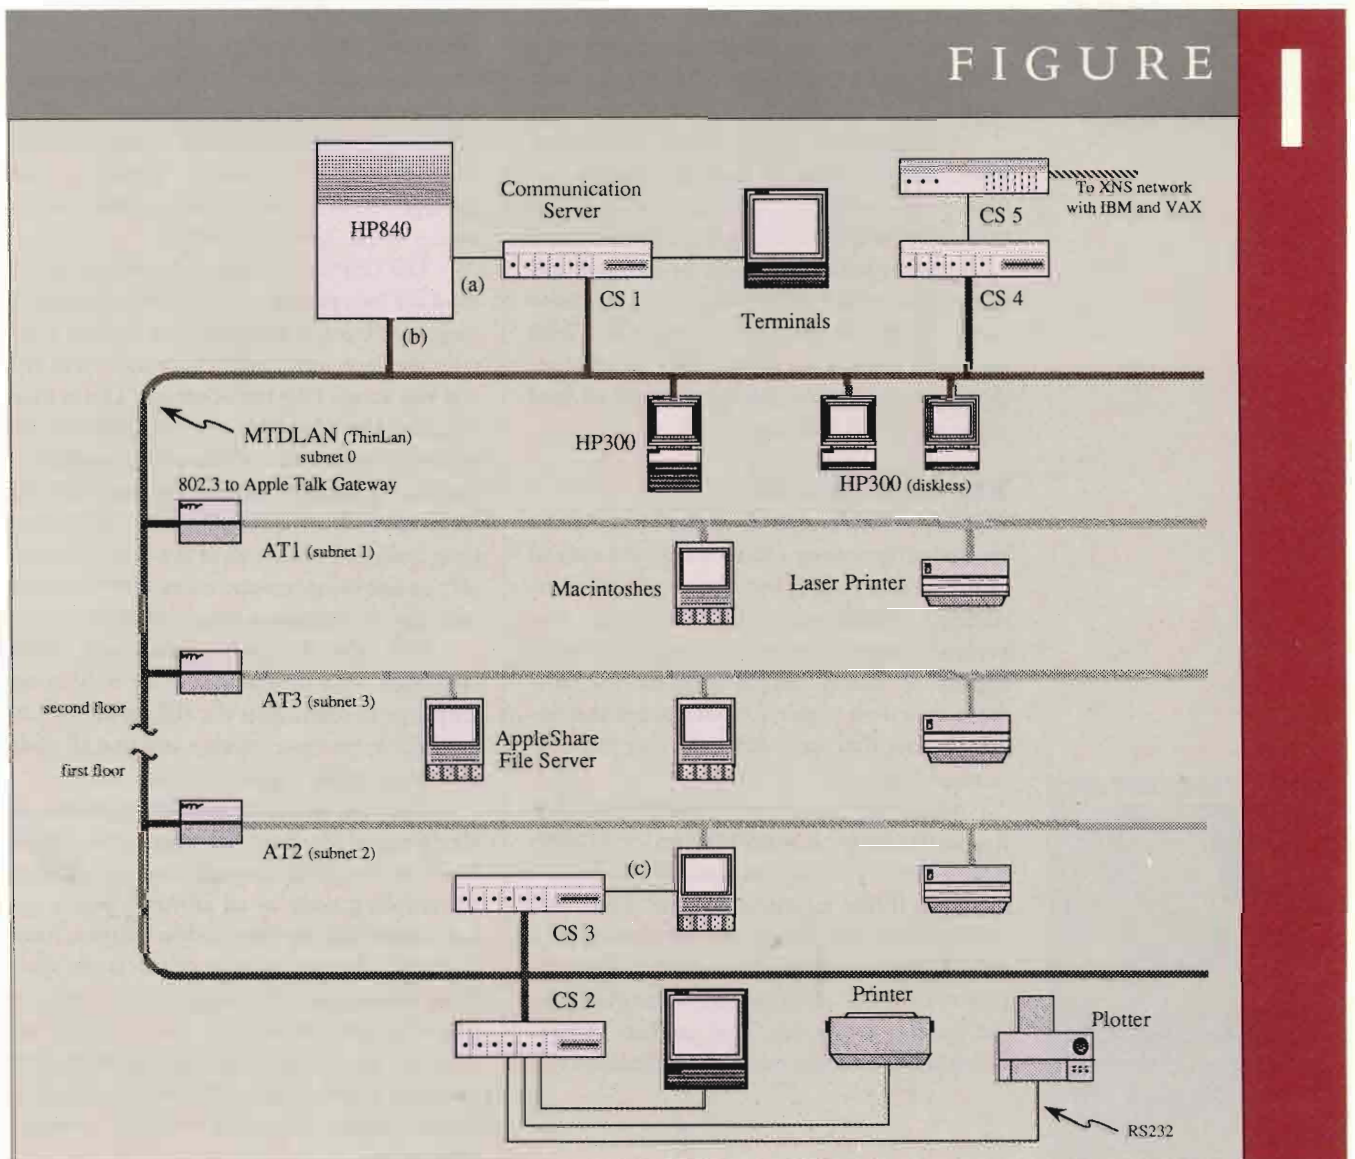 FIGURE
1
HP840
Communication
Server
(a)
CS 1
(b)
Terminals
CS 5
To XNS network
with IBM and VAX
CS 4
MTDLAN (ThinLan)
subnet 0
HP300
HP300 (diskless)
802.3 to Apple Talk Gateway
AT1 (subnet 1)
Macintoshes
Laser Printer
AT3 (subnet 3)
second floor
AppleShare
File Server
first floor
AT2 (subnet 2)
(c)
CS 3
CS 2
Printer
Plotter
RS232